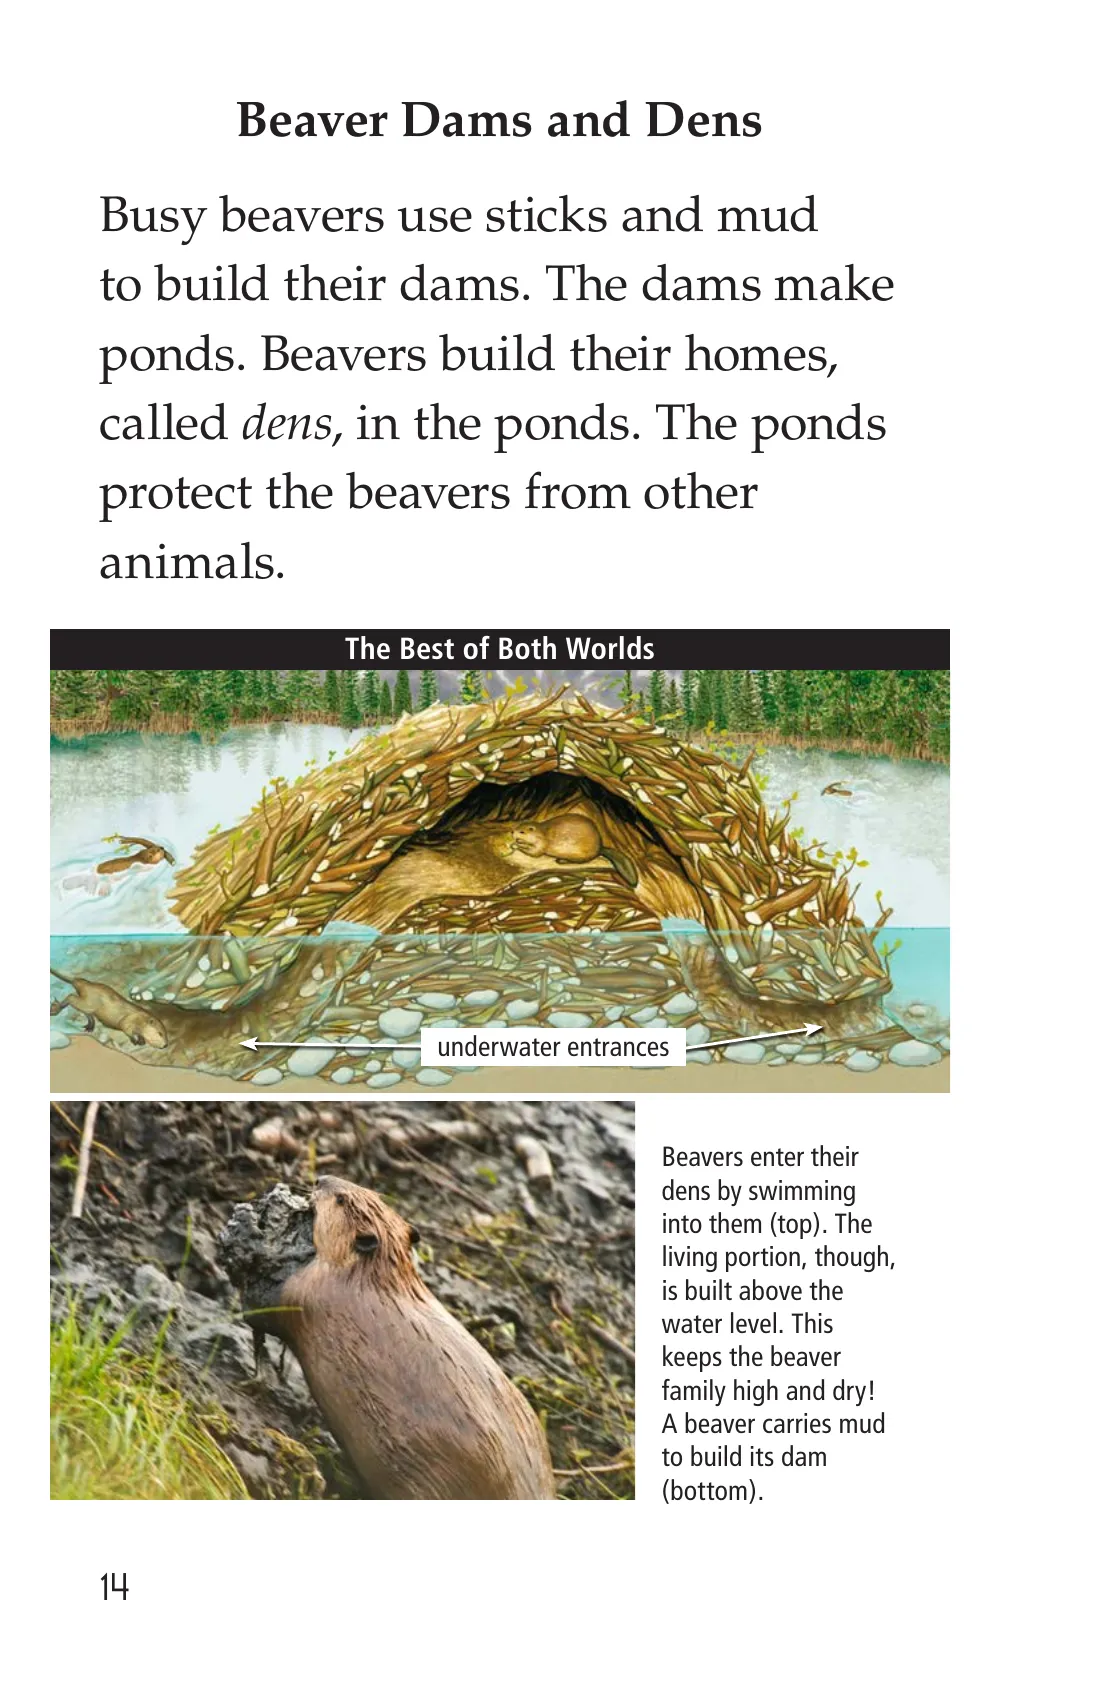 Beaver Dams and Dens
Busy beavers use sticks and mud
to build their dams. The dams make
ponds. Beavers build their homes,
called dens, in the ponds. The ponds
protect the beavers from other
animals.
The Best of Both Worlds
underwater entrances
Beavers enter their
dens by swimming
into them (top). The
living portion, though,
is built above the
water level. This
keeps the beaver
family high and dry!
A beaver carries mud
to build its dam
(bottom).
14